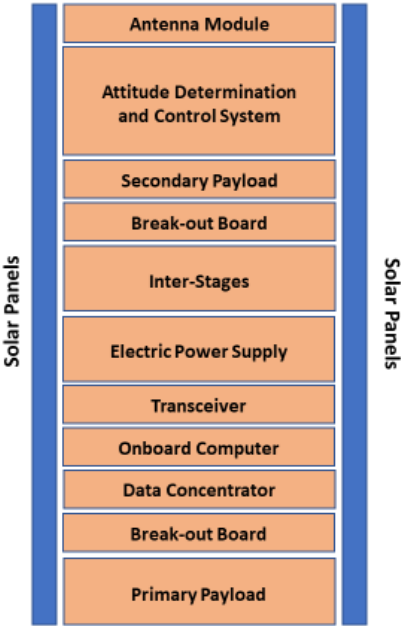 Antenna Module
Attitude Determination
and Control System
Secondary Payload
Break-out Board
Inter-Stages
Electric Power Supply
Transceiver
Onboard Computer
Data Concentrator
Break-out Board
Primary Payload
Solar Panels
Solar Panels